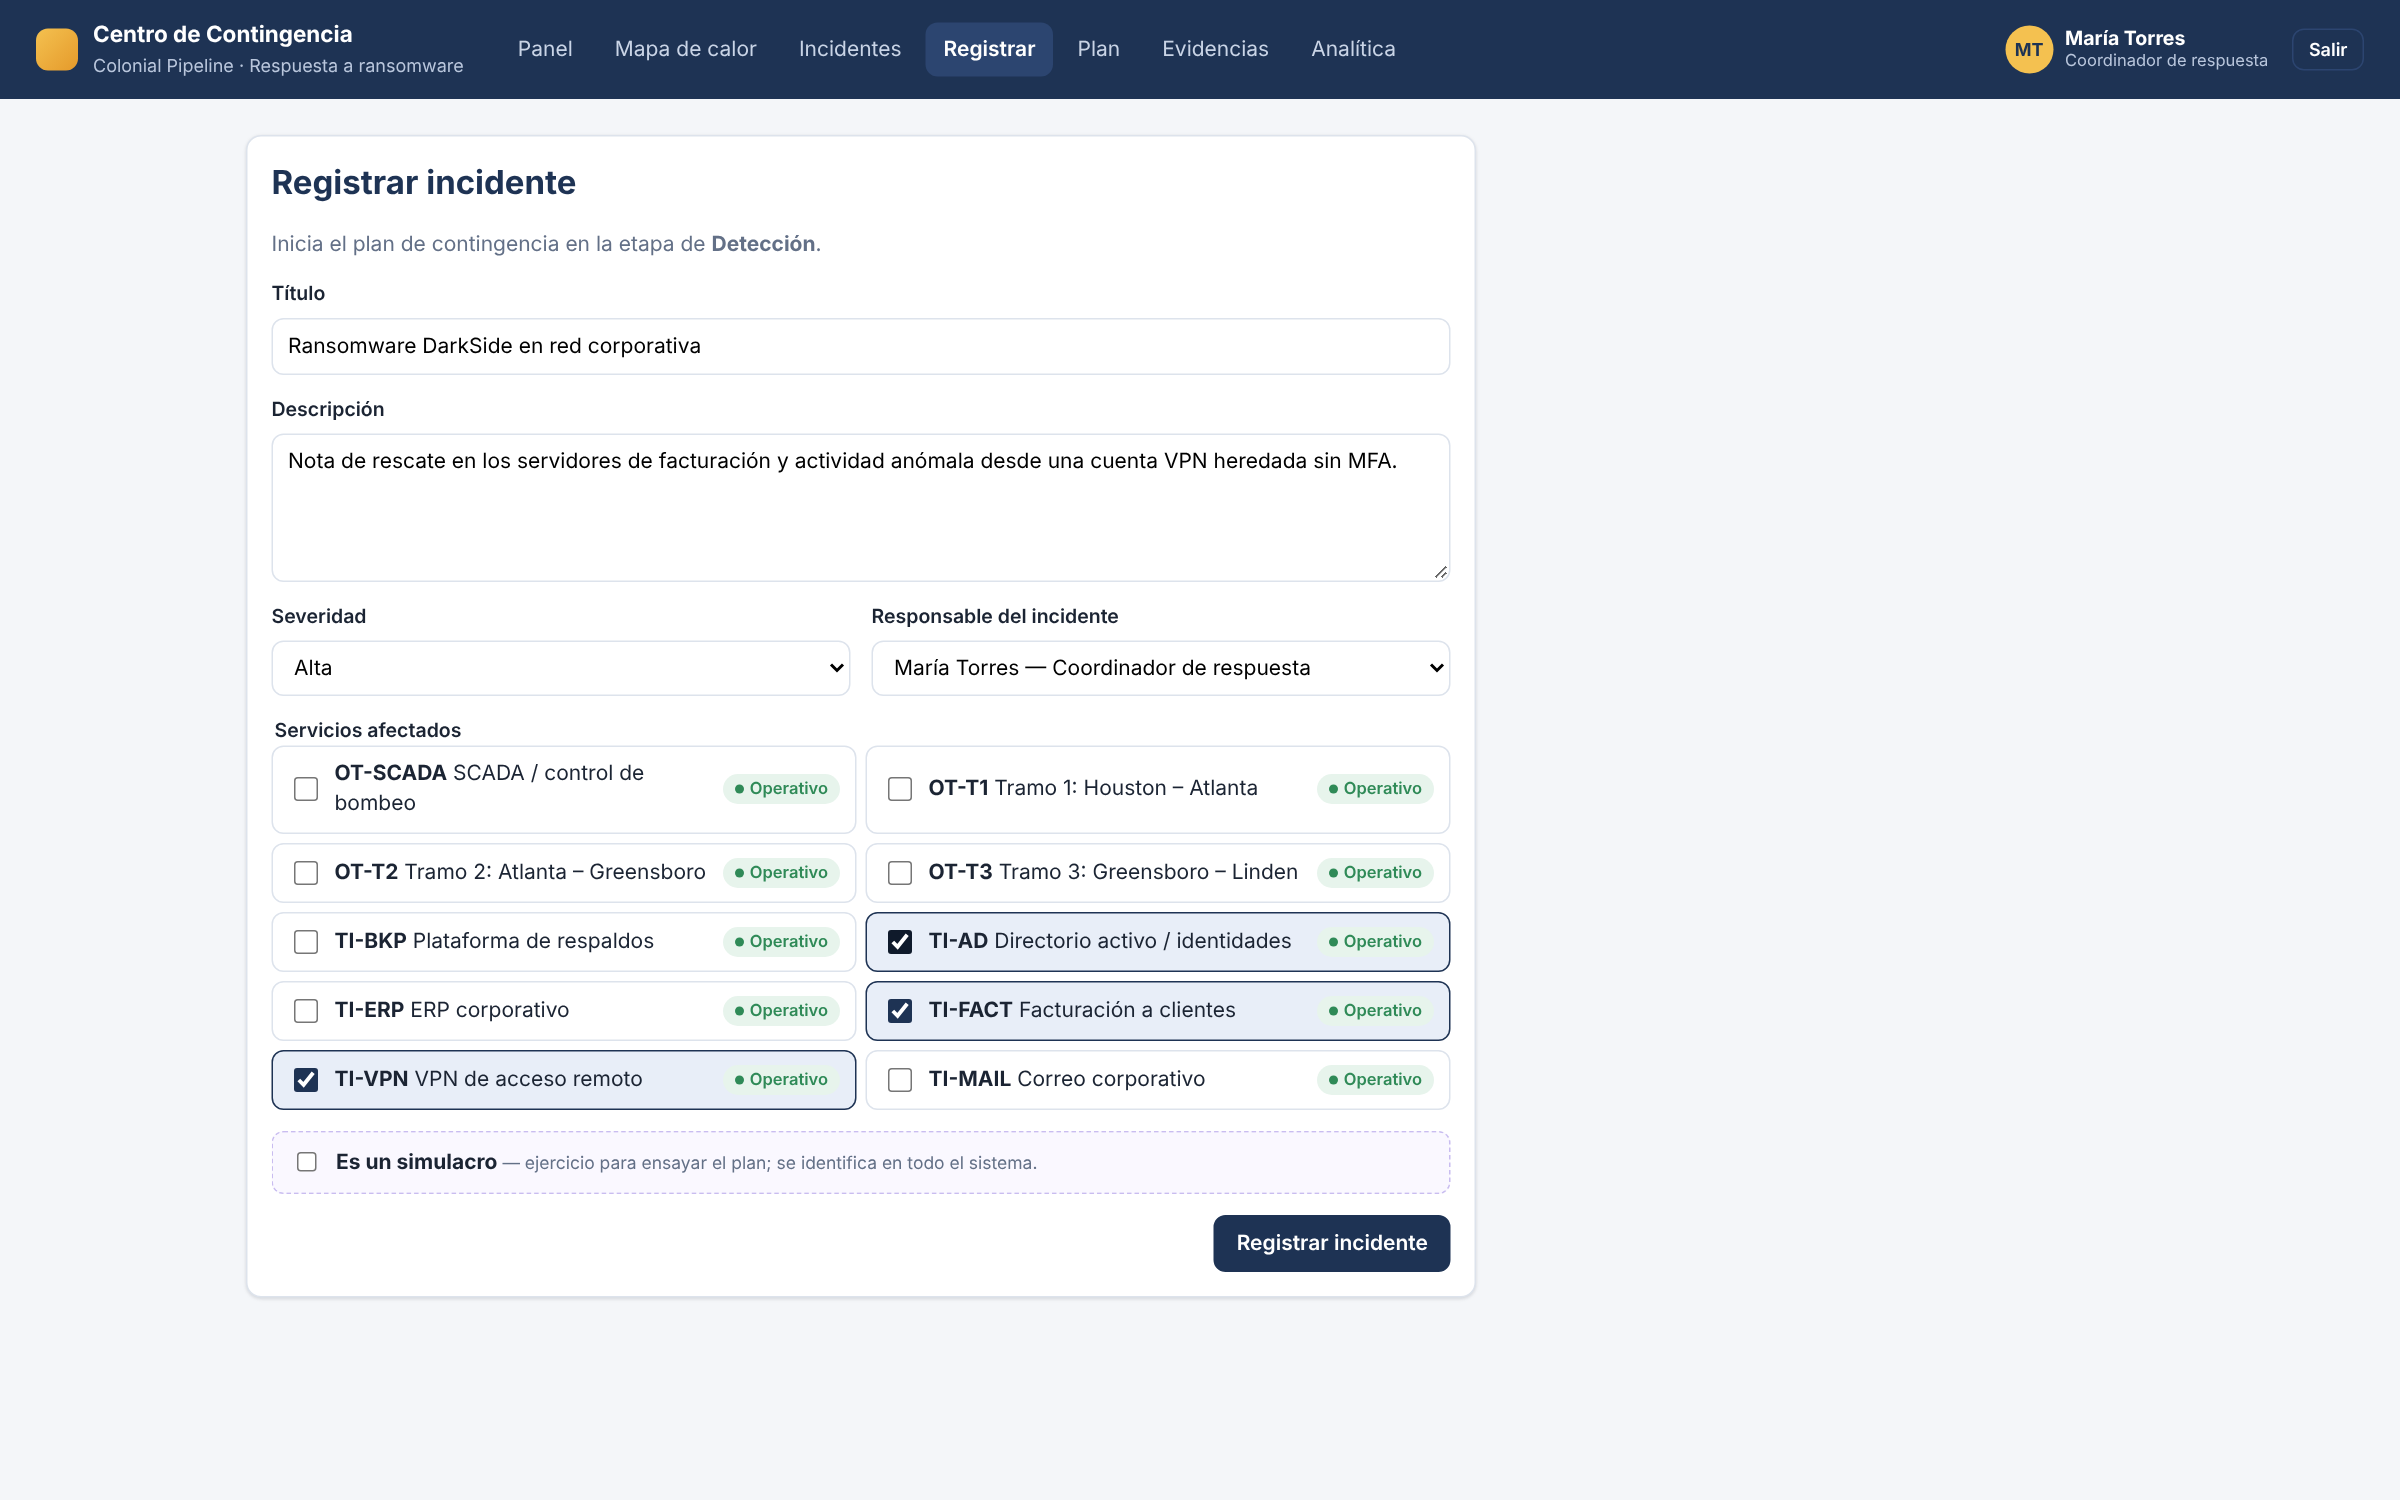 Centro de Contingencia
Colonial Pipeline · Respuesta a ransomware
Panel
Mapa de calor
Incidentes
Registrar
Plan
Evidencias
Analítica
MT
María Torres
Coordinador de respuesta
Salir
Registrar incidente
Inicia el plan de contingencia en la etapa de Detección.
Título
Ransomware DarkSide en red corporativa
Descripción
Nota de rescate en los servidores de facturación y actividad anómala desde una cuenta VPN heredada sin MFA.
Severidad
Alta
Responsable del incidente
María Torres — Coordinador de respuesta
Servicios afectados
OT-SCADA SCADA / control de
bombeo
Operativo
OT-T1 Tramo 1: Houston – Atlanta
Operativo
OT-T2 Tramo 2: Atlanta – Greensboro
Operativo
OT-T3 Tramo 3: Greensboro – Linden
Operativo
TI-BKP Plataforma de respaldos
Operativo
TI-AD Directorio activo / identidades
Operativo
TI-ERP ERP corporativo
Operativo
TI-FACT Facturación a clientes
Operativo
TI-VPN VPN de acceso remoto
Operativo
TI-MAIL Correo corporativo
Operativo
Es un simulacro — ejercicio para ensayar el plan; se identifica en todo el sistema.
Registrar incidente